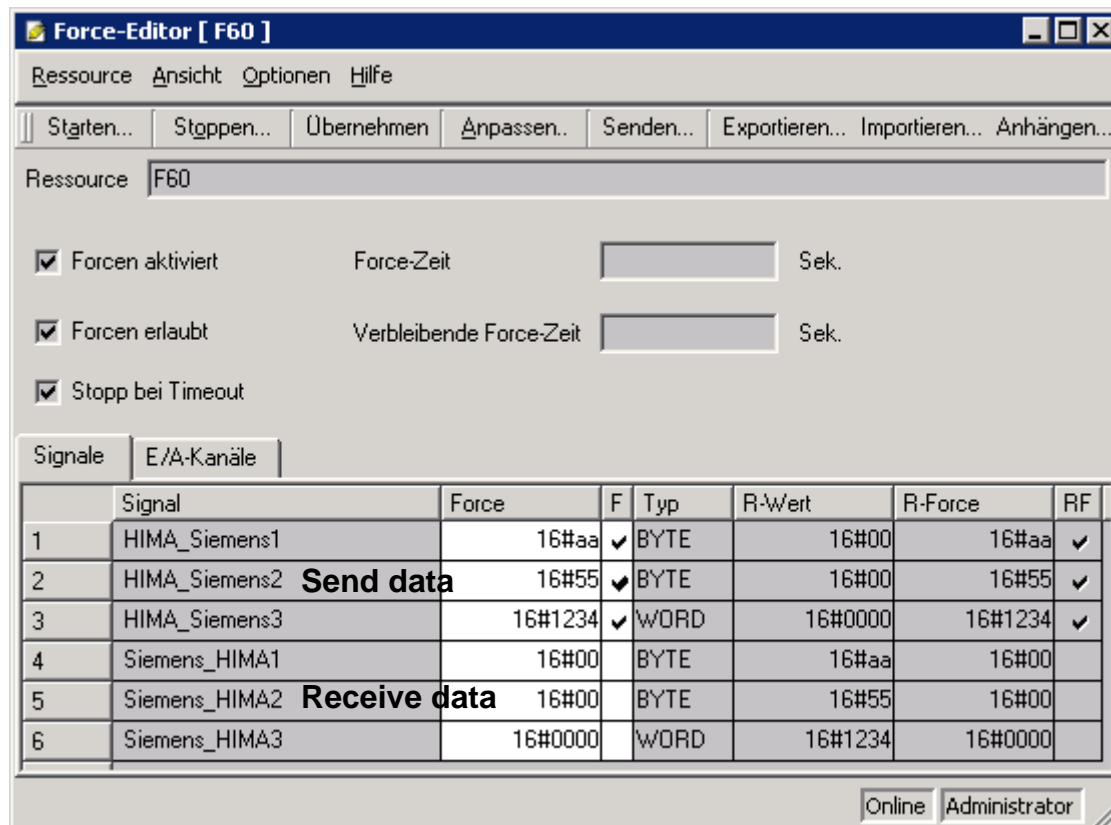 Force-Editor [ F60 ]
Ressource Ansicht Optionen Hilfe
Starten... Stoppen... Übernehmen Anpassen.. Senden... Exportieren... Importieren... Anhängen...
Ressource F60
Forcen aktiviert Force-Zeit Sek.
Forcen erlaubt Verbleibende Force-Zeit Sek.
Stopp bei Timeout
Signale E/A-Kanäle
Signal Force F Typ R-Wert R-Force RF
1 HIMA_Siemens1 16#aa BYTE 16#00 16#aa
2 HIMA_Siemens2 Send data 16#55 BYTE 16#00 16#55
3 HIMA_Siemens3 16#1234 WORD 16#0000 16#1234
4 Siemens_HIMA1 16#00 BYTE 16#aa 16#00
5 Siemens_HIMA2 Receive data 16#00 BYTE 16#55 16#00
6 Siemens_HIMA3 16#0000 WORD 16#1234 16#0000
Online Administrator